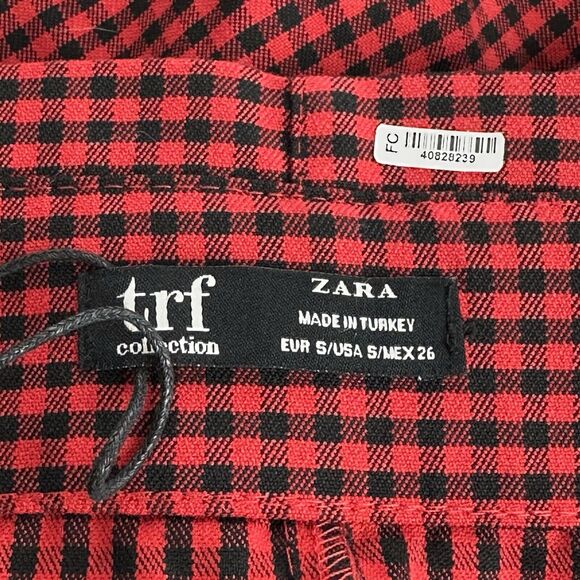 FC
40828239
trf
collection
ZARA
MADE IN TURKEY
EUR S/USA S/MEX 26